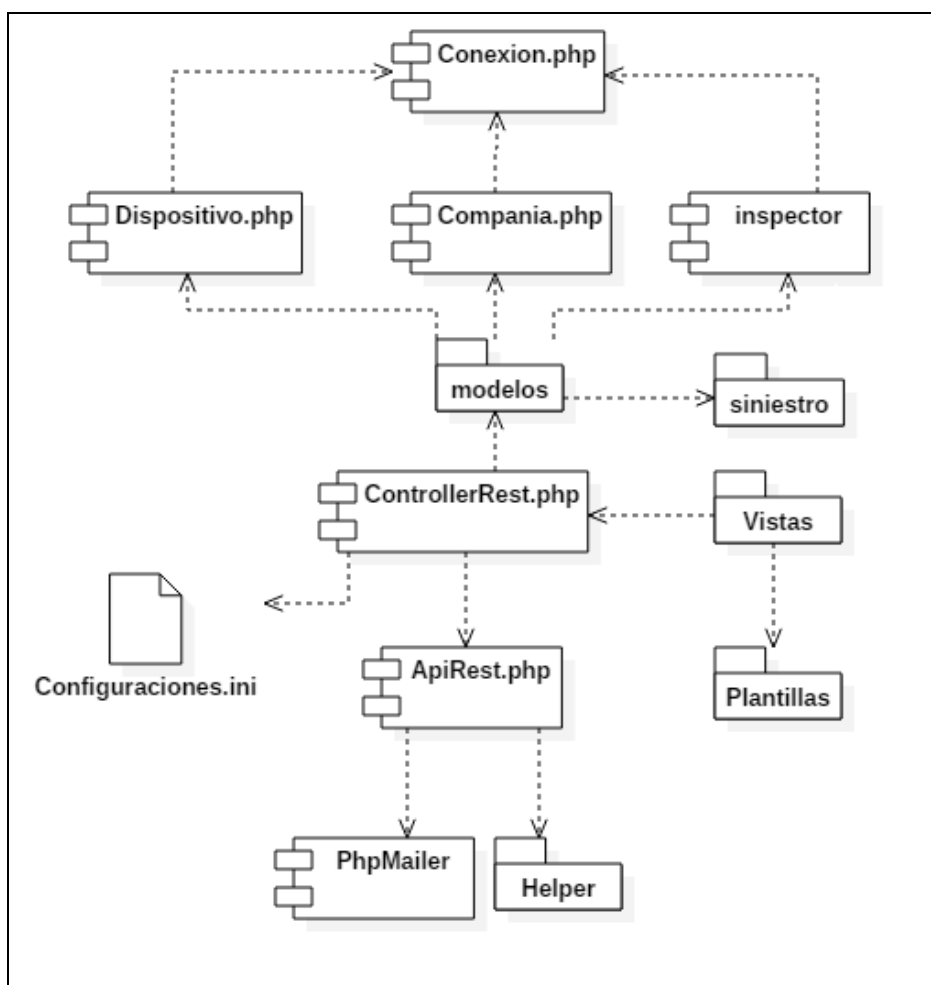 Conexion.php
Dispositivo.php
Compania.php
inspector
modelos
siniestro
ControllerRest.php
Vistas
Configuraciones.ini
ApiRest.php
Plantillas
PhpMailer
Helper